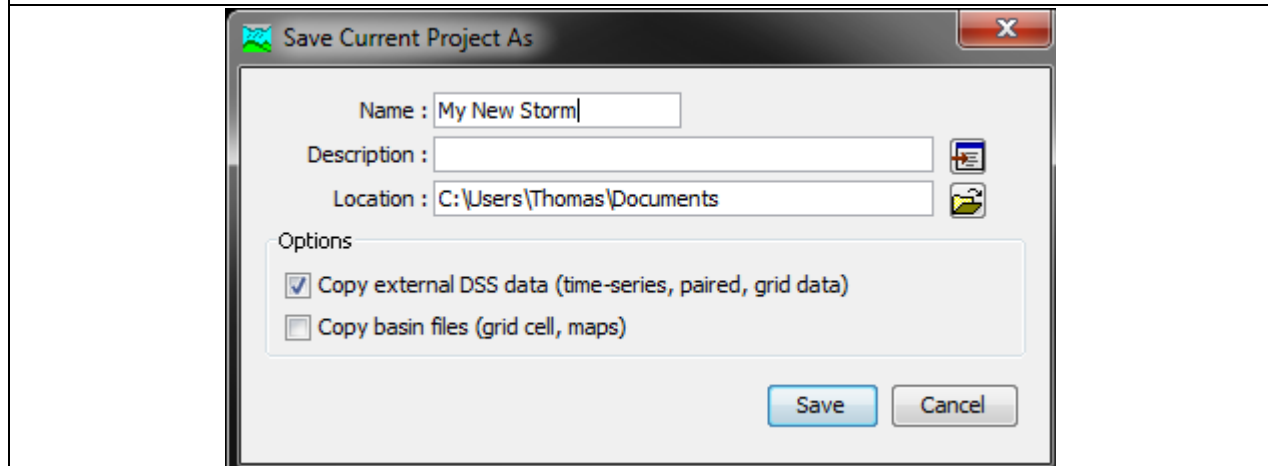 Save Current Project As
Name : My New Storm
Description :
Location : C:\Users\Thomas\Documents
Options
Copy external DSS data (time-series, paired, grid data)
Copy basin files (grid cell, maps)
Save Cancel